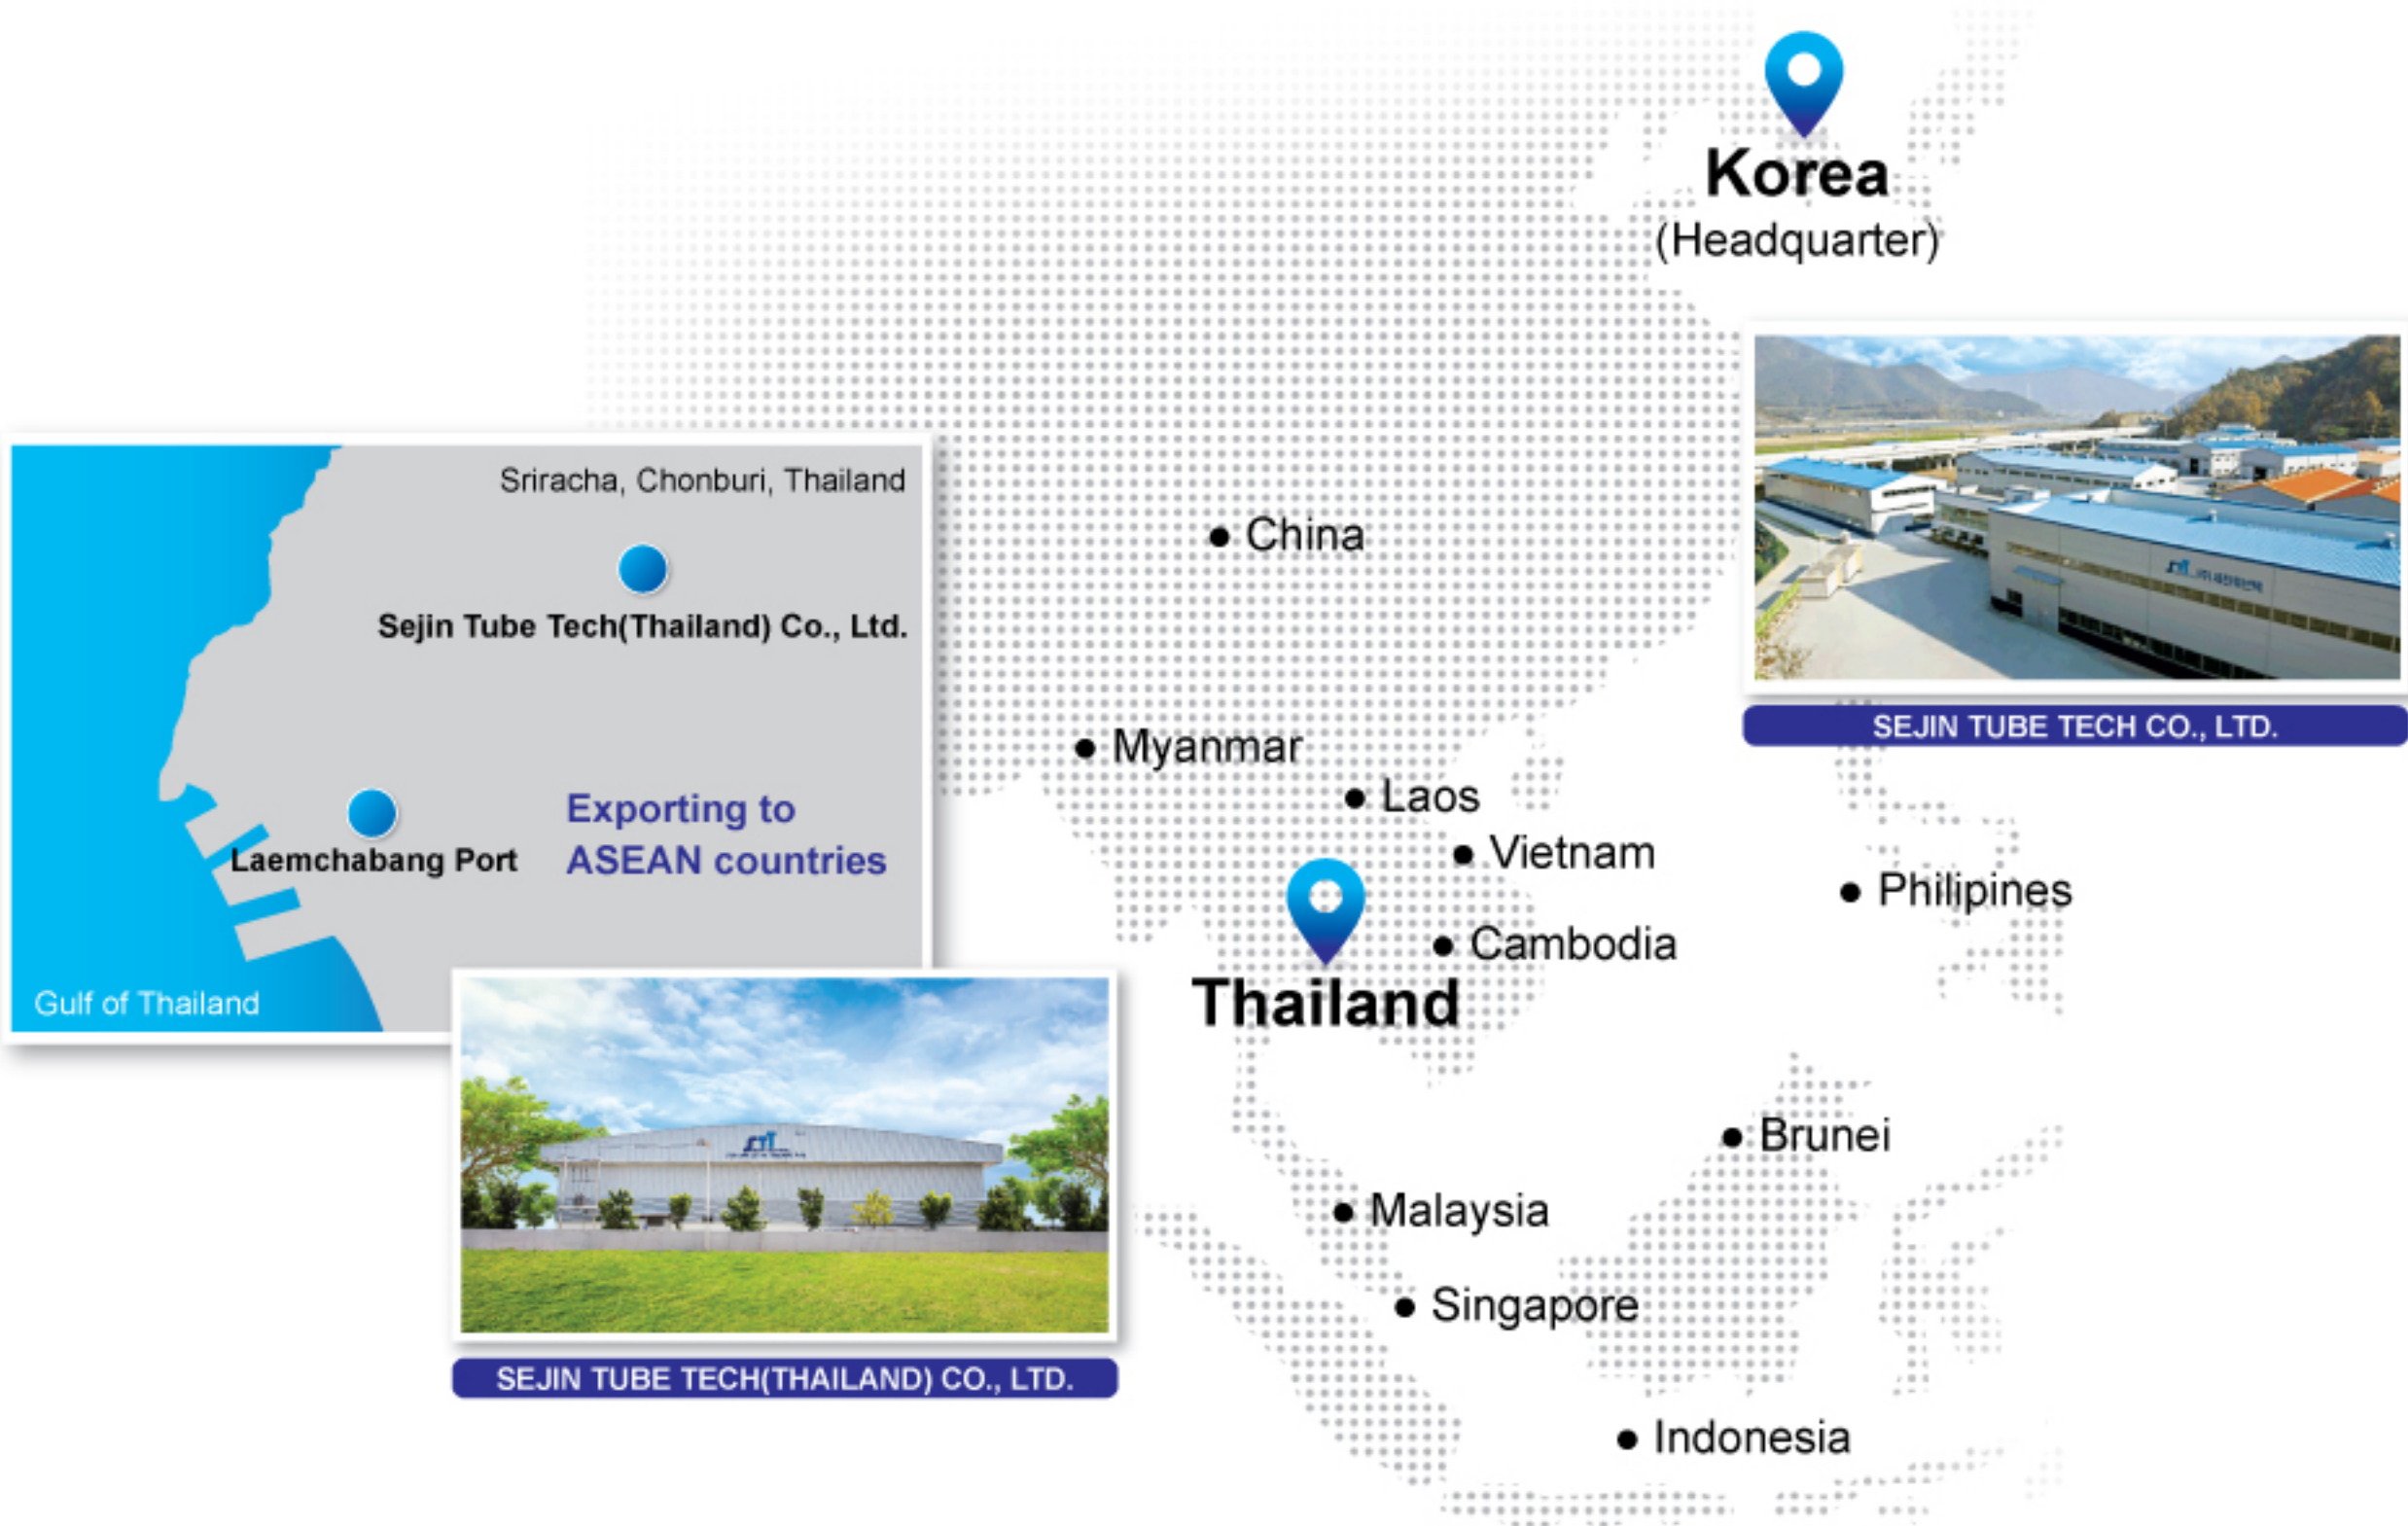 Korea
(Headquarter)
SEJIN TUBE TECH CO., LTD.
Sriracha, Chonburi, Thailand
Sejin Tube Tech(Thailand) Co., Ltd.
Laemchabang Port
Exporting to
ASEAN countries
Gulf of Thailand
SEJIN TUBE TECH(THAILAND) CO., LTD.
China
Myanmar
Laos
Vietnam
Philipines
Cambodia
Thailand
Brunei
Malaysia
Singapore
Indonesia